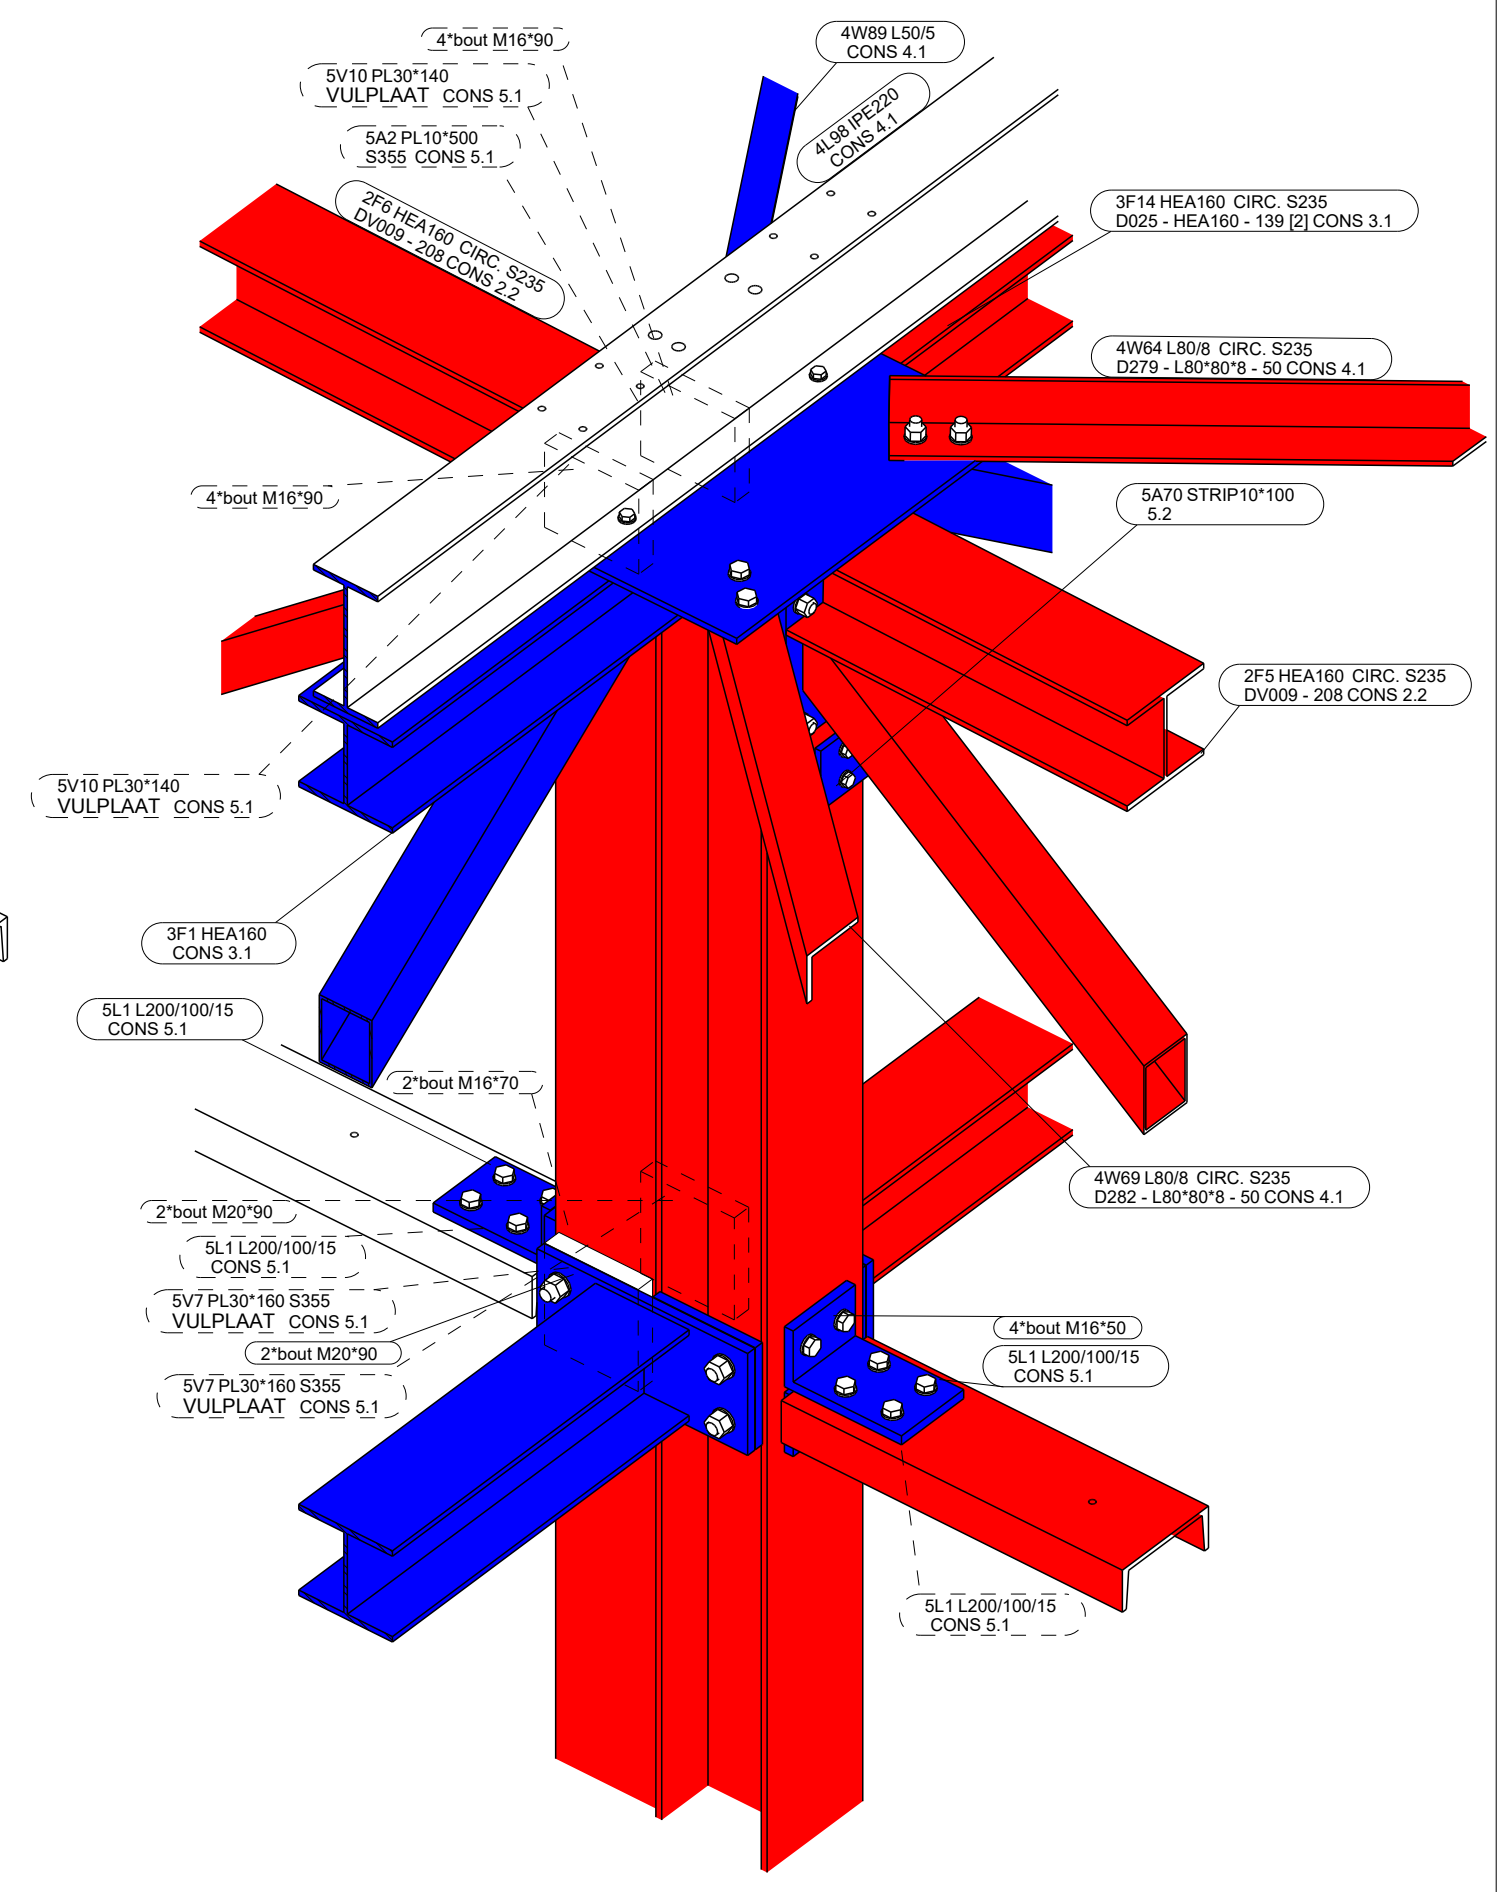 4*bout M16*90
5V10 PL30*140
VULPLAAT CONS 5.1
5A2 PL10*500
S355 CONS 5.1
2F6 HEA160 CIRC. S235
DV009 - 208 CONS 2.2
4W89 L50/5
CONS 4.1
4L98 IPE220
CONS 4.1
3F14 HEA160 CIRC. S235
D025 - HEA160 - 139 [2] CONS 3.1
4W64 L80/8 CIRC. S235
D279 - L80*80*8 - 50 CONS 4.1
4*bout M16*90
5A70 STRIP10*100
5.2
2F5 HEA160 CIRC. S235
DV009 - 208 CONS 2.2
5V10 PL30*140
VULPLAAT CONS 5.1
3F1 HEA160
CONS 3.1
5L1 L200/100/15
CONS 5.1
2*bout M16*70
4W69 L80/8 CIRC. S235
D282 - L80*80*8 - 50 CONS 4.1
2*bout M20*90
5L1 L200/100/15
CONS 5.1
5V7 PL30*160 S355
VULPLAAT CONS 5.1
2*bout M20*90
5V7 PL30*160 S355
VULPLAAT CONS 5.1
4*bout M16*50
5L1 L200/100/15
CONS 5.1
5L1 L200/100/15
CONS 5.1